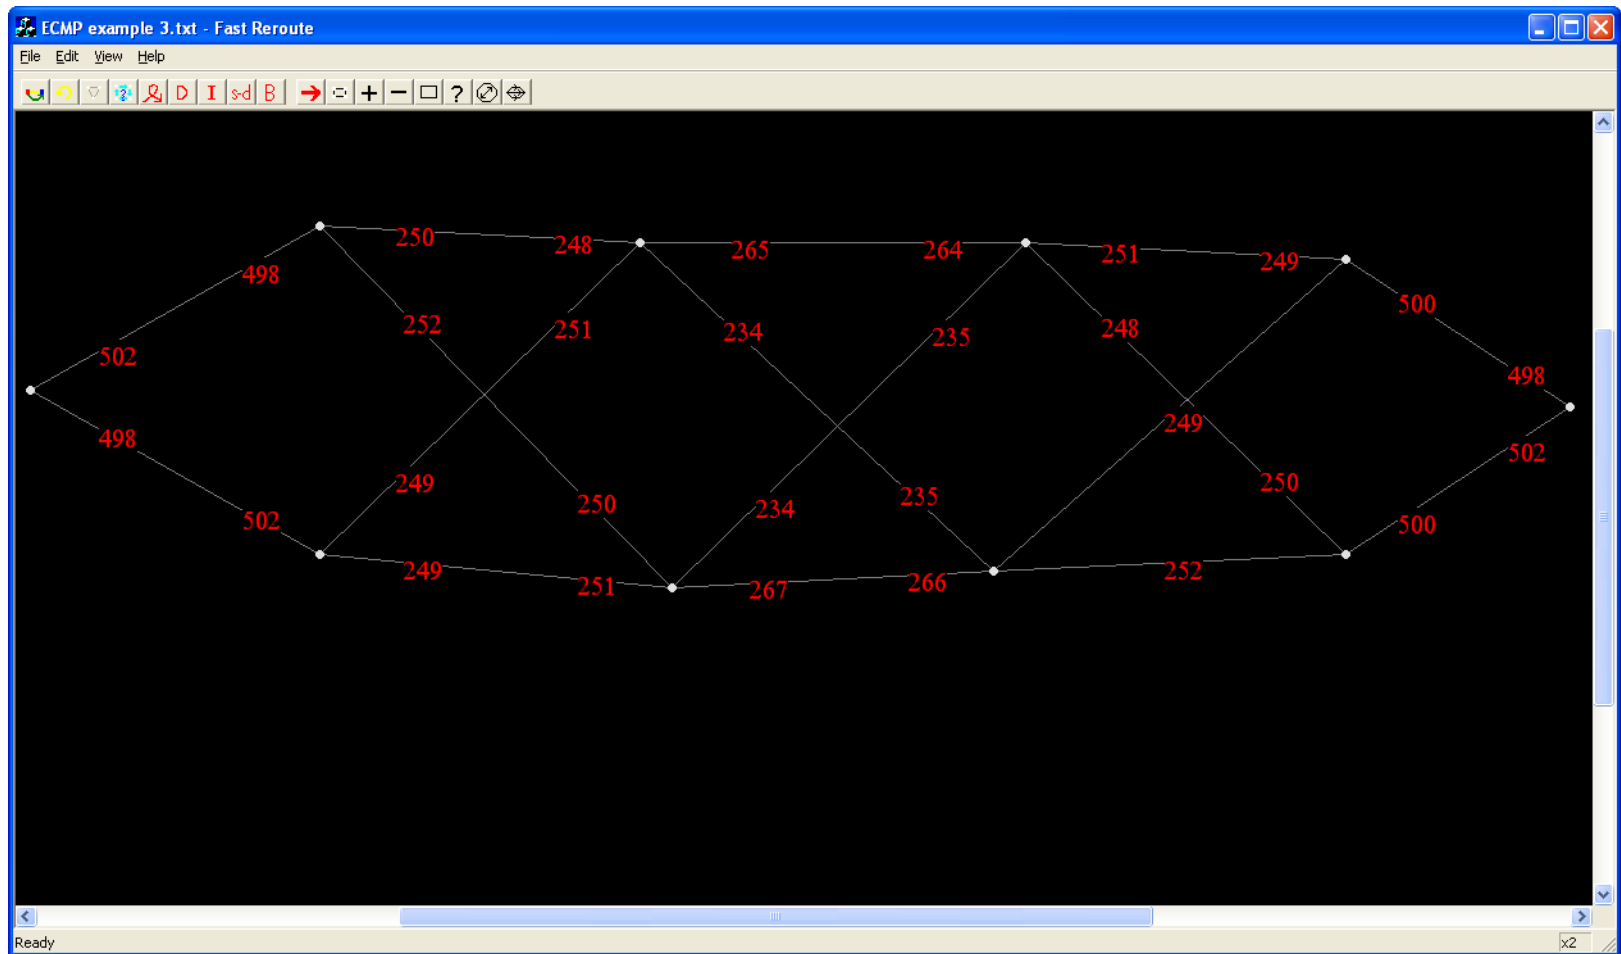 ECMP example 3.txt - Fast Reroute
File Edit View Help
? D I s-d B ?
250 248 265 264 251 249
498 500
252 251 234 235 248
502 498
498 249 502
249 250 234 235 250
502 500
249 251 267 266 252
Ready x2